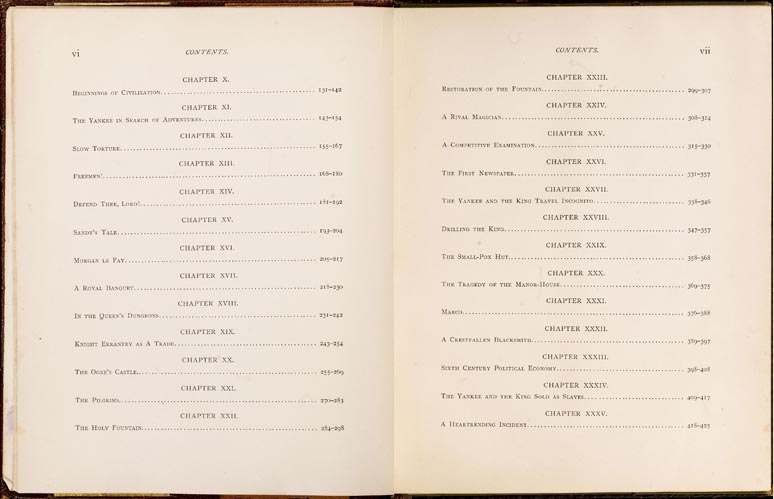 vi
CONTENTS.
CHAPTER X.
Beginnings of Civilization 131–142
CHAPTER XI.
The Yankee in Search of Adventures 143–154
CHAPTER XII.
Slow Torture 155–167
CHAPTER XIII.
Freemen! 168–180
CHAPTER XIV.
Defend Thee, Lord! 181–192
CHAPTER XV.
Sandy's Tale 193–204
CHAPTER XVI.
Morgan le Fay 205–217
CHAPTER XVII.
A Royal Banquet 218–230
CHAPTER XVIII.
In the Queen's Dungeons 231–242
CHAPTER XIX.
Knight Errantry as A Trade 243–254
CHAPTER XX.
The Ogre's Castle 255–269
CHAPTER XXI.
The Pilgrims 270–283
CHAPTER XXII.
The Holy Fountain 284–298
CONTENTS.
vii
CHAPTER XXIII.
Restoration of the Fountain 299–307
CHAPTER XXIV.
A Rival Magician 308–314
CHAPTER XXV.
A Competitive Examination 315–330
CHAPTER XXVI.
The First Newspaper 331–357
CHAPTER XXVII.
The Yankee and the King Travel Incognito 338–346
CHAPTER XXVIII.
Drilling the King 347–357
CHAPTER XXIX.
The Small-Pox Hut 358–368
CHAPTER XXX.
The Tragedy of the Manor-House 369–375
CHAPTER XXXI.
Marco 376–388
CHAPTER XXXII.
A Crestfallen Blacksmith 389–397
CHAPTER XXXIII.
Sixth Century Political Economy 398–408
CHAPTER XXXIV.
The Yankee and the King Sold as Slaves 409–417
CHAPTER XXXV.
A Heartrending Incident 418–425